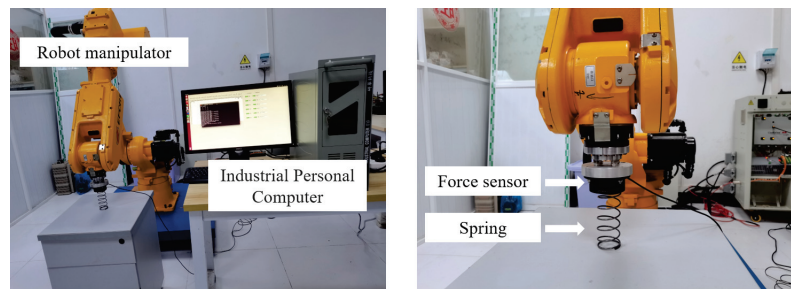 Robot manipulator
Industrial Personal
Computer
Force sensor
Spring